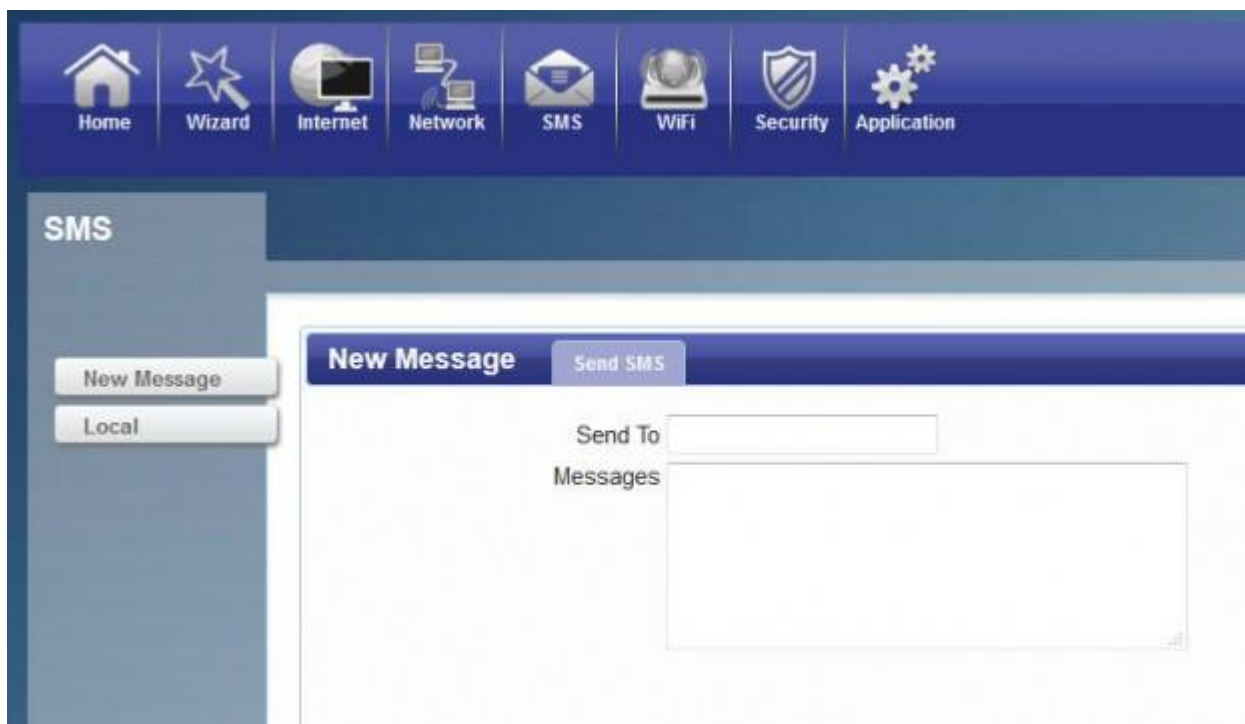 Home Wizard Internet Network SMS WiFi Security Application
SMS
New Message
Local
New Message Send SMS
Send To
Messages